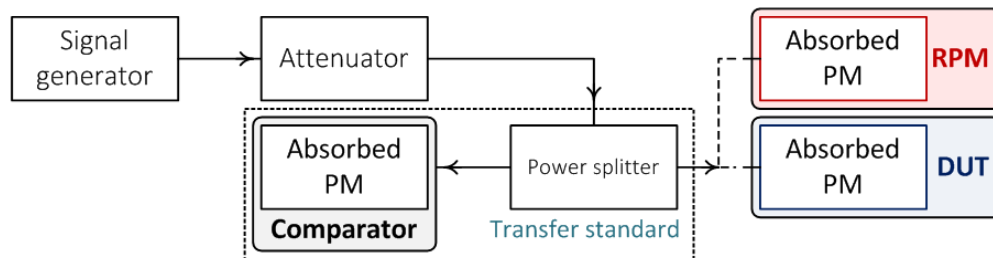 Signal
generator
Attenuator
Absorbed
PM
RPM
Absorbed
PM
Comparator
Power splitter
Transfer standard
Absorbed
PM
DUT